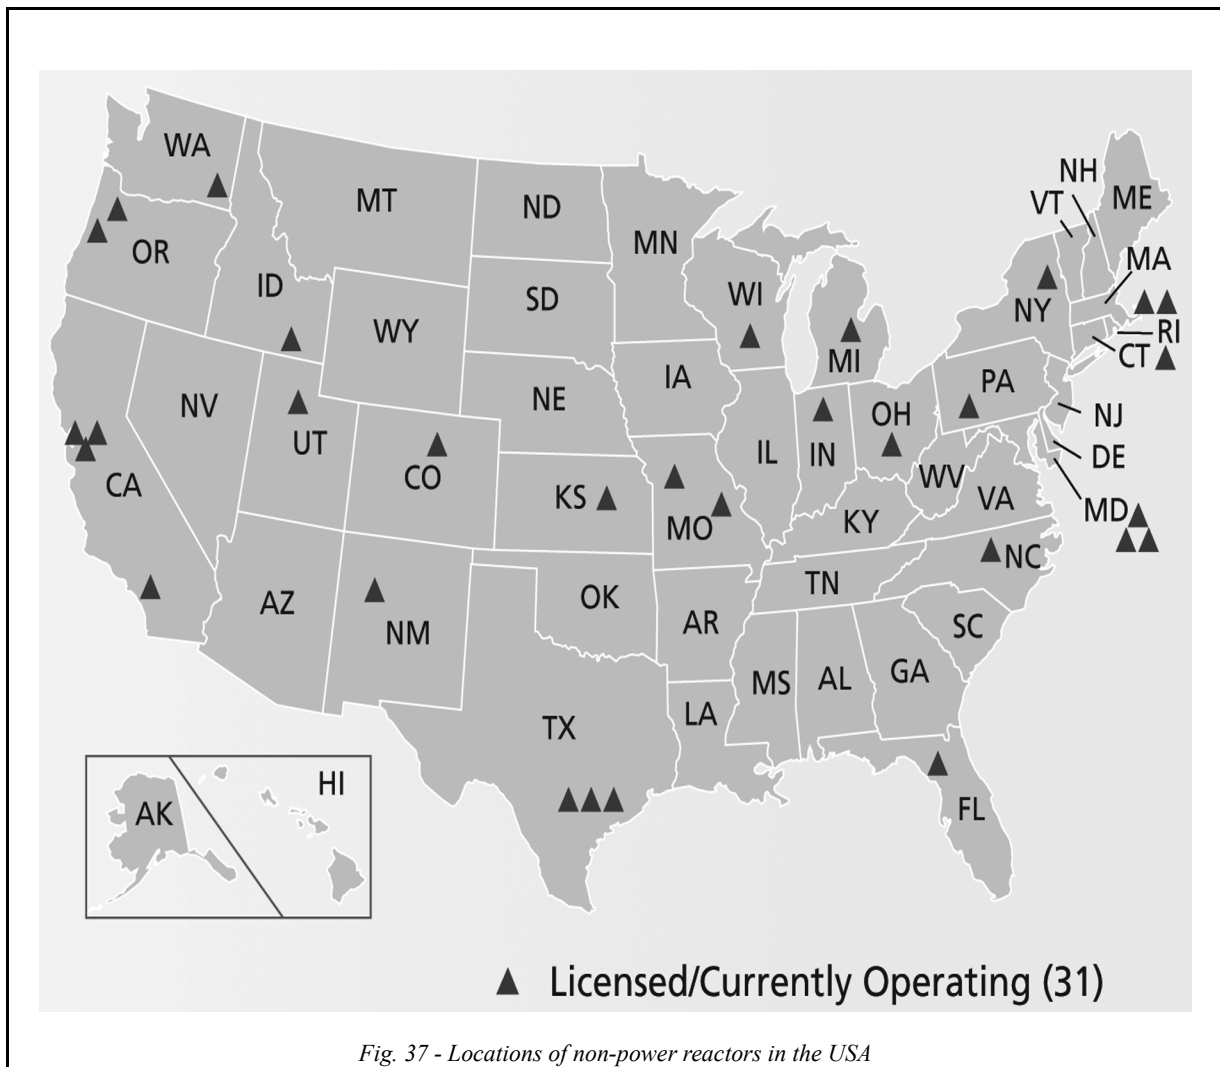 WA
MT
ND
MN
OR
ID
SD
WI
WY
MI
NH
VT
ME
MA
NY
RI
CT
NV
UT
NE
IA
PA
NJ
CA
CO
KS
MO
IL
IN
OH
WV
VA
DE
MD
KY
NC
AZ
NM
OK
AR
TN
SC
TX
LA
MS
AL
GA
FL
AK
HI
Licensed/Currently Operating (31)
Fig. 37 - Locations of non-power reactors in the USA